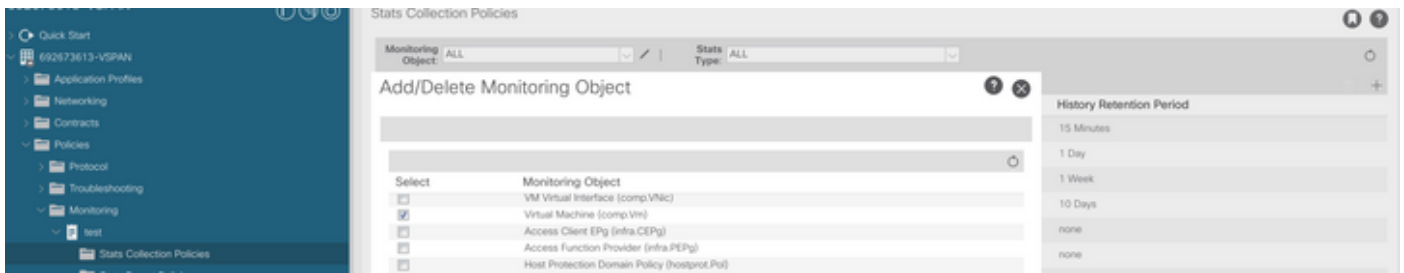 Stats Collection Policies
Quick Start
692673613-VSPAN
Application Profiles
Networking
Contracts
Policies
Protocol
Troubleshooting
Monitoring
test
Stats Collection Policies
Monitoring Object: ALL
Stats Type: ALL
Add/Delete Monitoring Object
Select Monitoring Object
VM Virtual Interface (comp.VNic)
Virtual Machine (comp.Vm)
Access Client EPg (infra.CEPg)
Access Function Provider (infra.PEPg)
Host Protection Domain Policy (hostprot.Pol)
History Retention Period
15 Minutes
1 Day
1 Week
10 Days
none
none